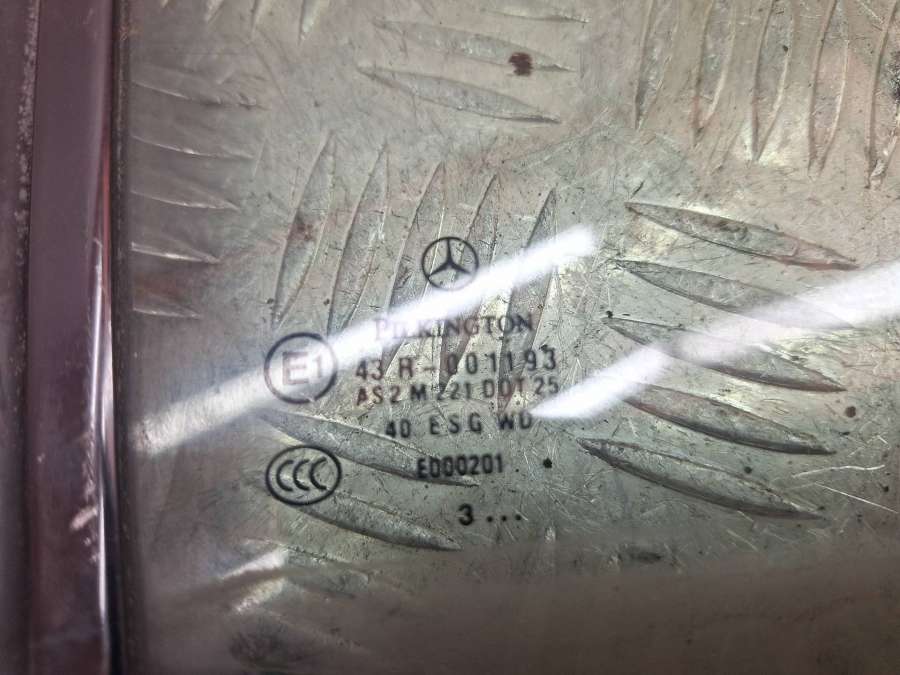 PILKINGTON
E1
43 R-001193
AS2 M 221 DOT 25
40 ESG WD
CCC
E000201
3 ...